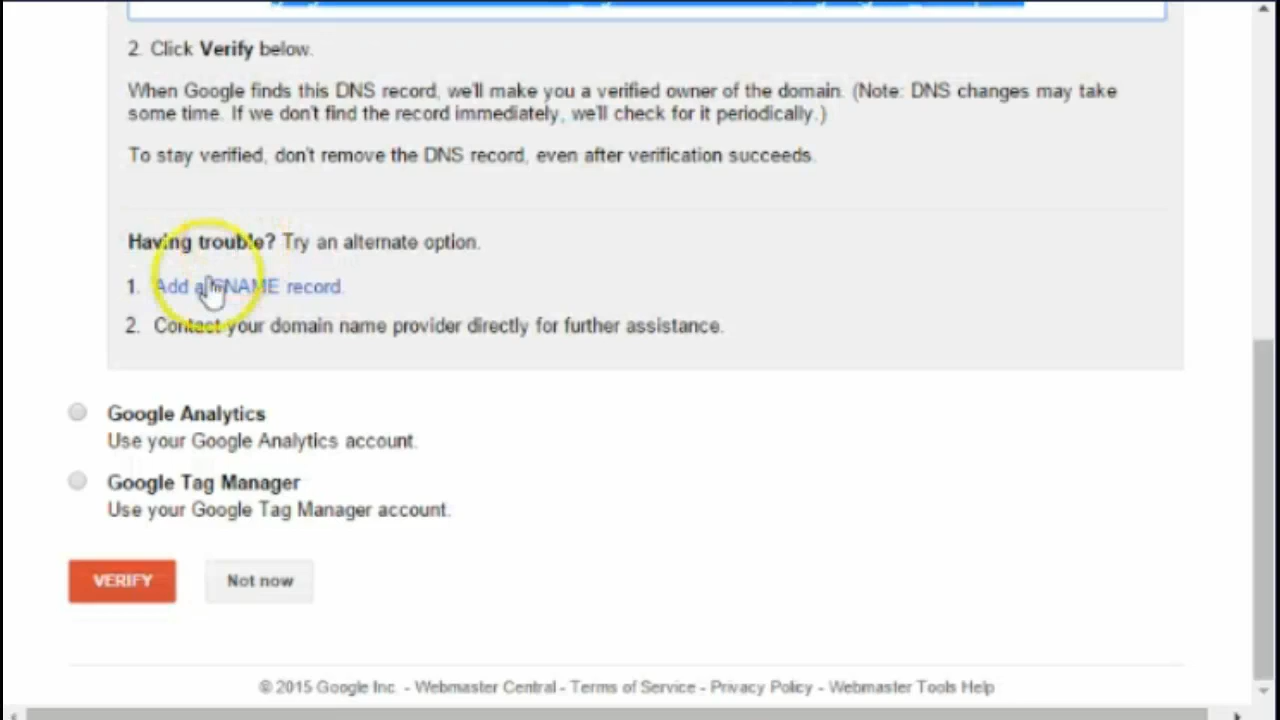 2. Click Verify below.
When Google finds this DNS record, we'll make you a verified owner of the domain. (Note: DNS changes may take
some time. If we don't find the record immediately, we'll check for it periodically.)
To stay verified, don't remove the DNS record, even after verification succeeds.
Having trouble? Try an alternate option.
1. Add a CNAME record.
2. Contact your domain name provider directly for further assistance.
Google Analytics
Use your Google Analytics account.
Google Tag Manager
Use your Google Tag Manager account.
VERIFY Not now
© 2015 Google Inc. - Webmaster Central - Terms of Service - Privacy Policy - Webmaster Tools Help